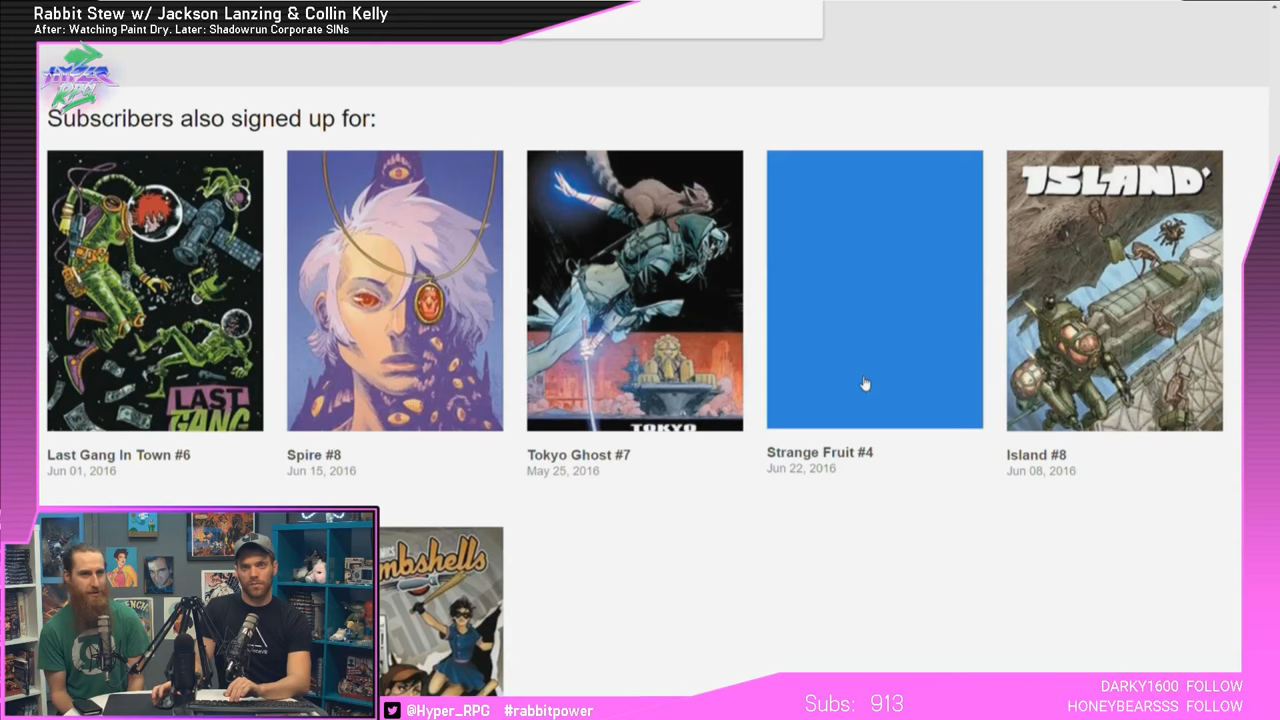 Rabbit Stew w/ Jackson Lanzing & Collin Kelly
After: Watching Paint Dry. Later: Shadowrun Corporate SINs
HYPER
RPG
Subscribers also signed up for:
LAST
GANG
TOKYO
ISLAND
Last Gang In Town #6
Jun 01, 2016
Spire #8
Jun 15, 2016
Tokyo Ghost #7
May 25, 2016
Strange Fruit #4
Jun 22, 2016
Island #8
Jun 08, 2016
mbshells
@Hyper_RPG #rabbitpower
Subs: 913
DARKY1600 FOLLOW
HONEYBEARSSS FOLLOW